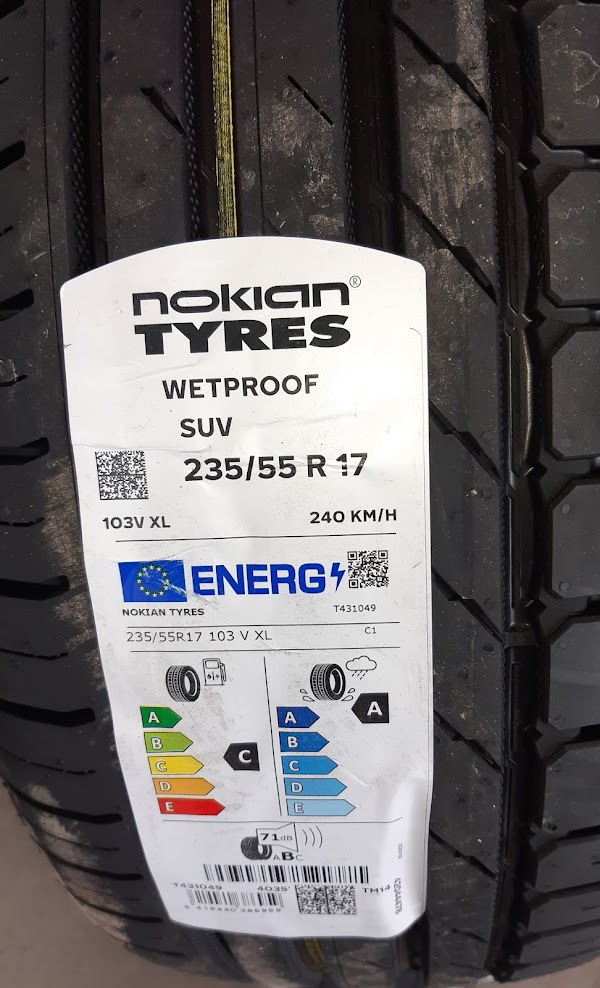 nokian®
TYRES
WETPROOF
SUV
235/55 R 17
103V XL 240 KM/H
ENERG
NOKIAN TYRES T431049
235/55R17 103 V XL C1
A
A
A
B
B
C
C
C
D
D
E
E
71dB
ABC
T431049 4035' TM14